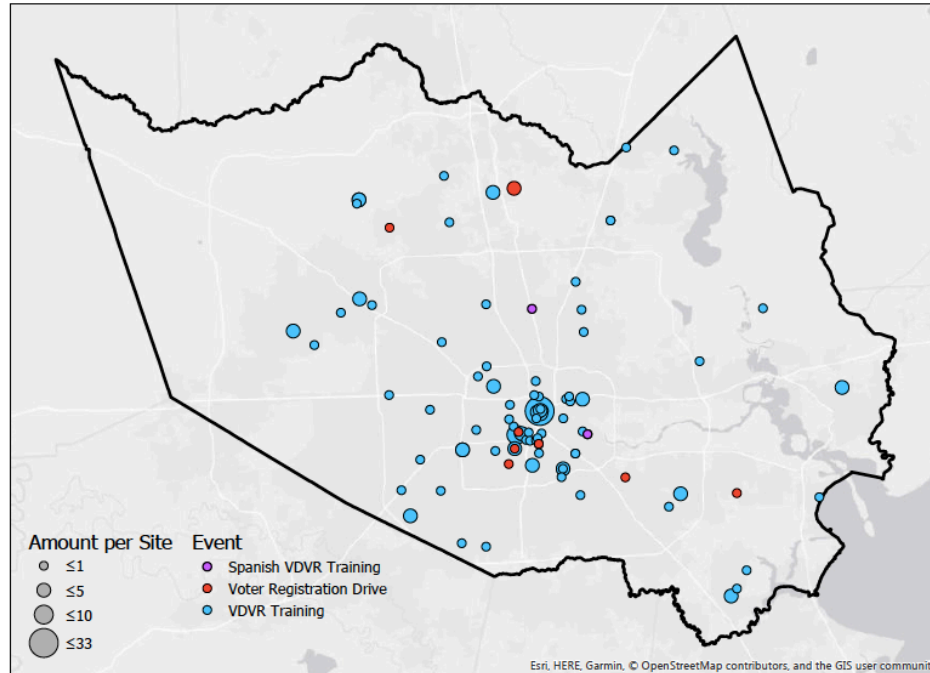 Amount per Site
≤1
≤5
≤10
≤33
Event
Spanish VDVR Training
Voter Registration Drive
VDVR Training
Esri, HERE, Garmin, © OpenStreetMap contributors, and the GIS user communit